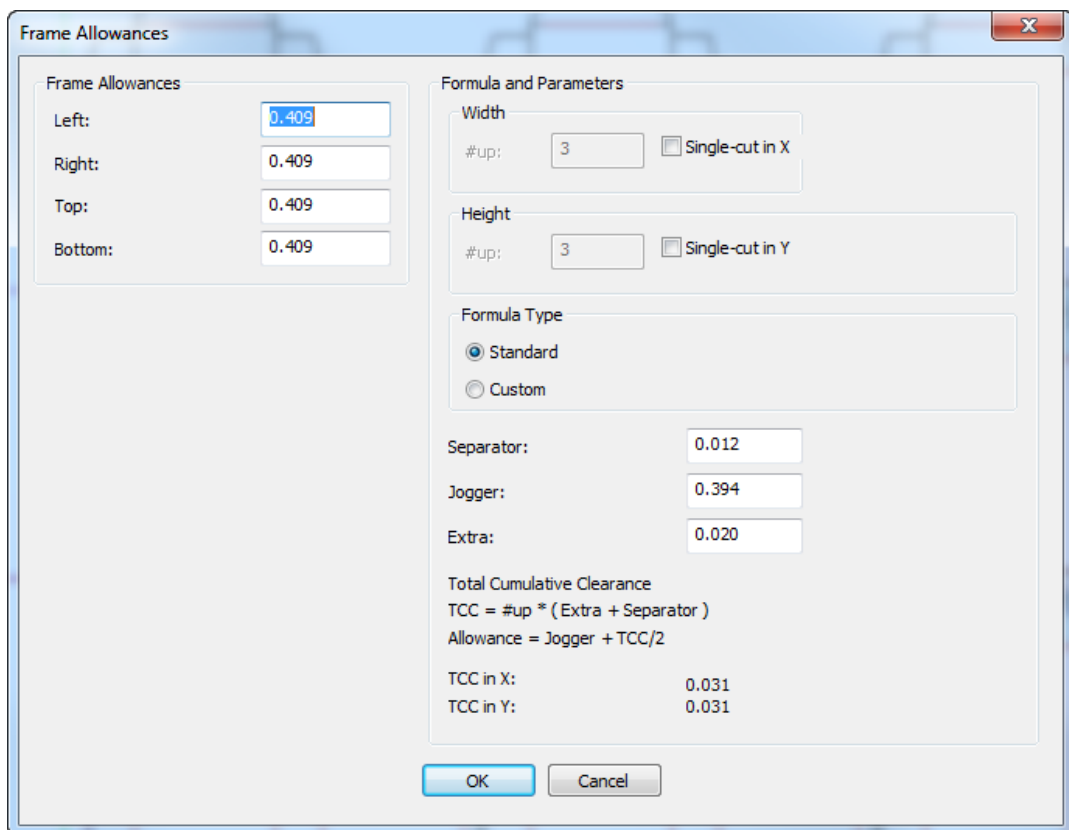 Frame Allowances
Frame Allowances
Left: 0.409
Right: 0.409
Top: 0.409
Bottom: 0.409
Formula and Parameters
Width
#up: 3 Single-cut in X
Height
#up: 3 Single-cut in Y
Formula Type
Standard
Custom
Separator: 0.012
Jogger: 0.394
Extra: 0.020
Total Cumulative Clearance
TCC = #up * ( Extra + Separator )
Allowance = Jogger + TCC/2
TCC in X: 0.031
TCC in Y: 0.031
OK Cancel